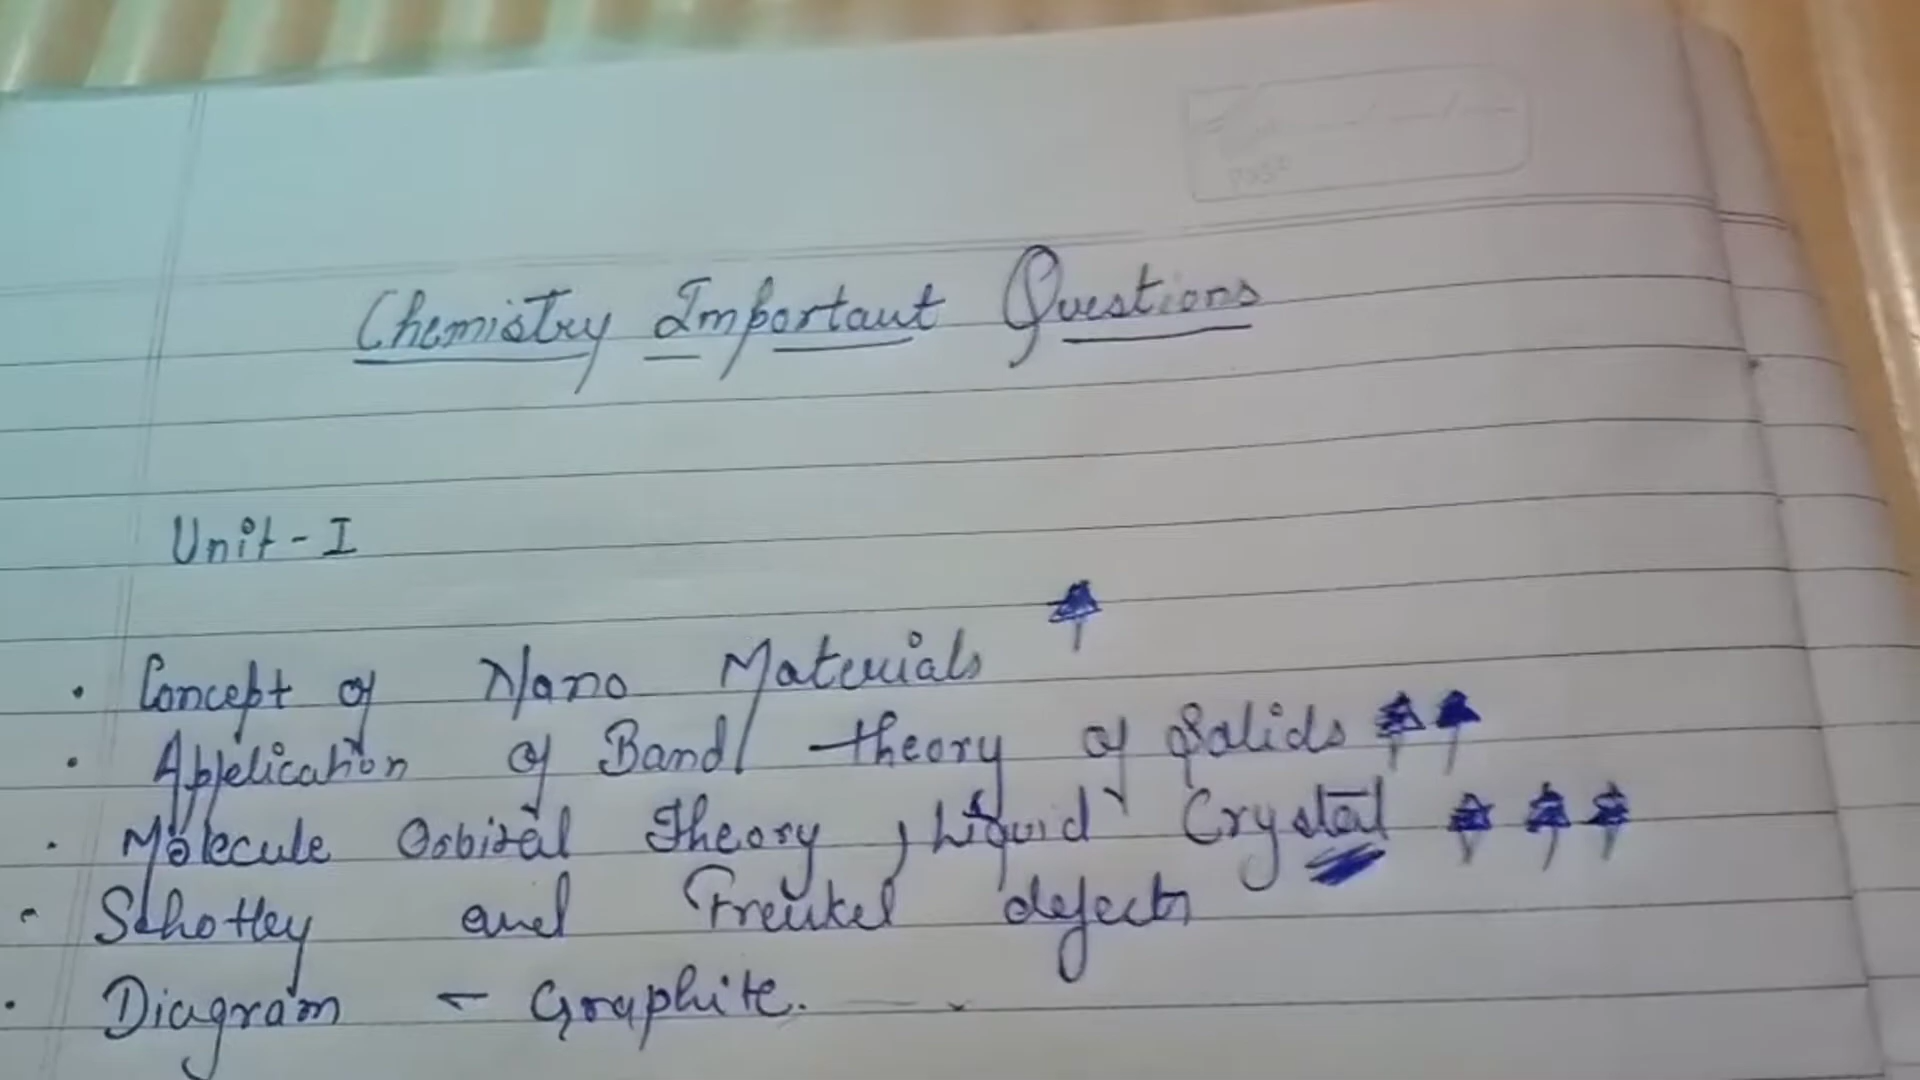 Chemistry Important Questions
Unit - I
• Concept of Nano Materials
• Application of Band theory of Solids
• Molecule Orbital Theory, Liquid Crystal
• Schottey and Frenkel defects
• Diagram - Graphite.